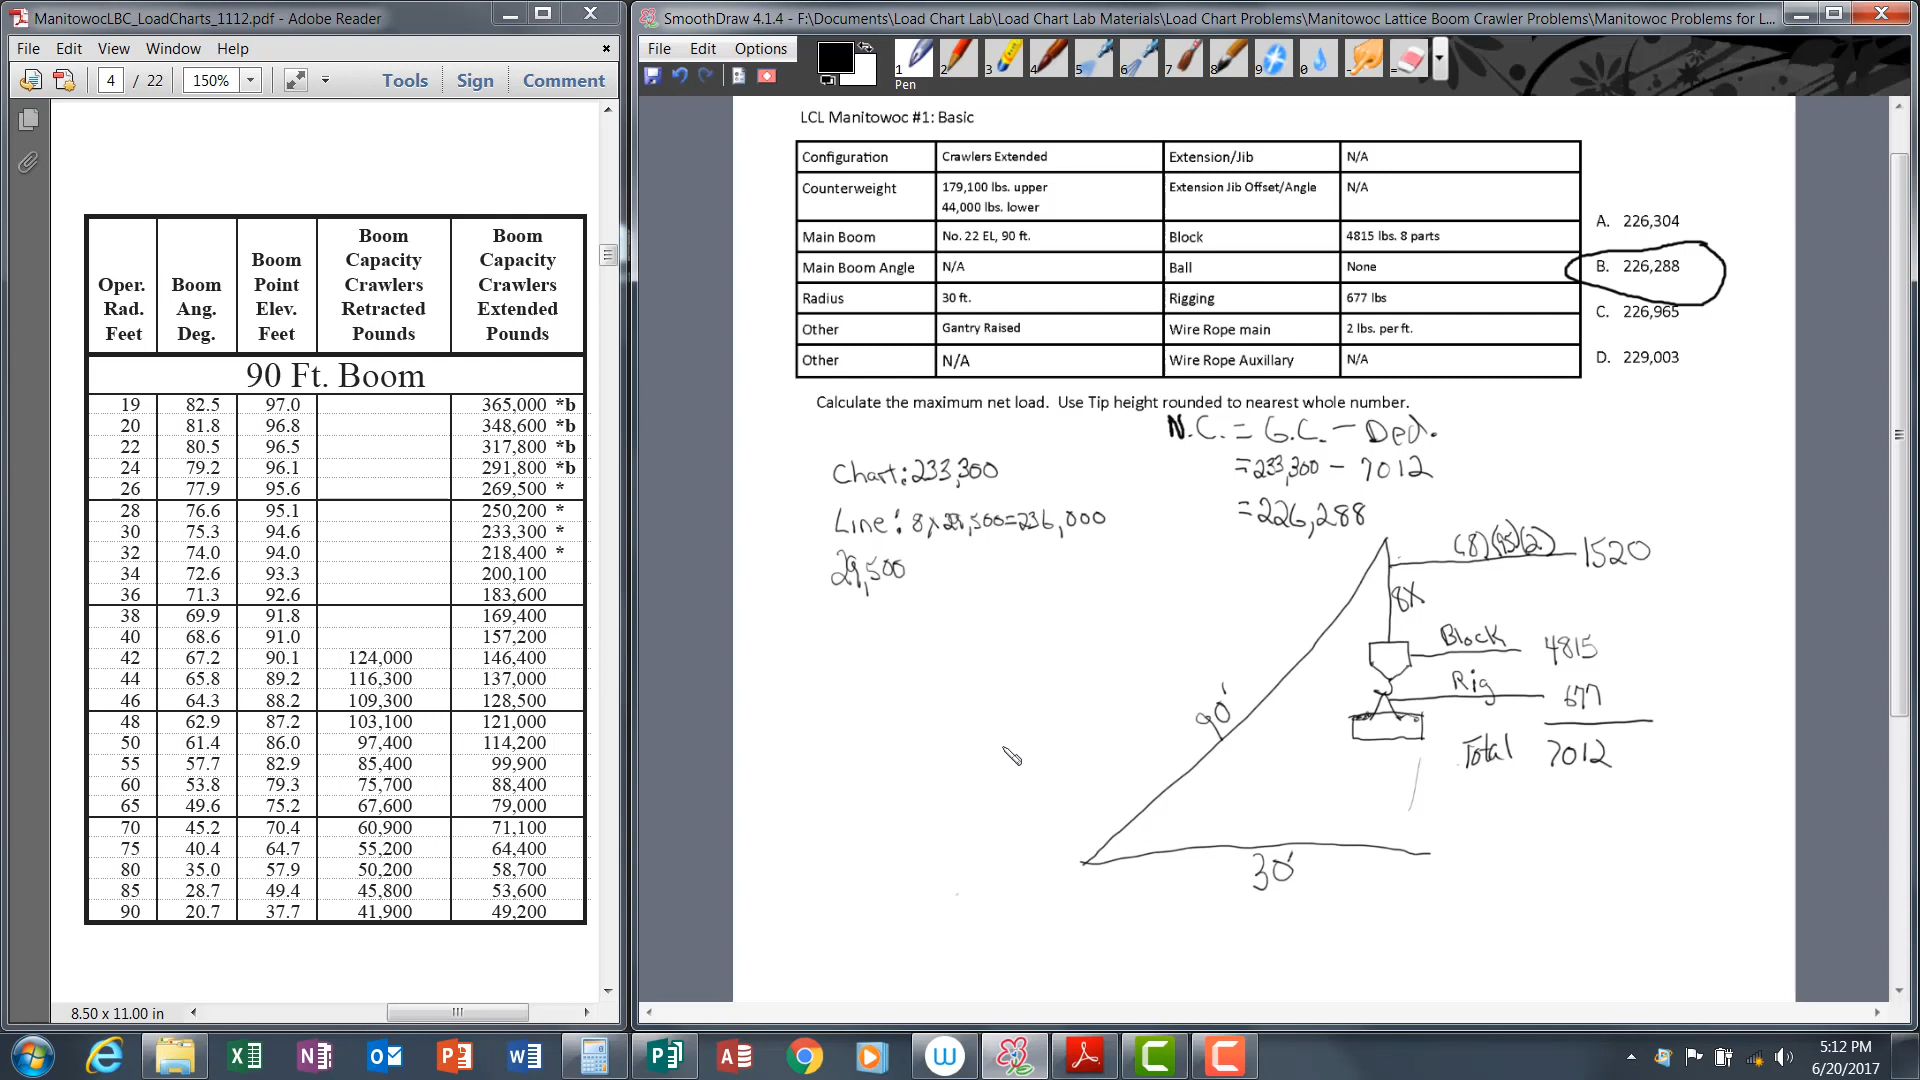 ManitowocLBC_LoadCharts_1112.pdf - Adobe Reader
File Edit View Window Help
4 / 22 150% Tools Sign Comment
Oper. Rad. Feet
Boom Ang. Deg.
Boom Point Elev. Feet
Boom Capacity Crawlers Retracted Pounds
Boom Capacity Crawlers Extended Pounds
90 Ft. Boom
19 82.5 97.0 365,000 *b
20 81.8 96.8 348,600 *b
22 80.5 96.5 317,800 *b
24 79.2 96.1 291,800 *b
26 77.9 95.6 269,500 *
28 76.6 95.1 250,200 *
30 75.3 94.6 233,300 *
32 74.0 94.0 218,400 *
34 72.6 93.3 200,100
36 71.3 92.6 183,600
38 69.9 91.8 169,400
40 68.6 91.0 157,200
42 67.2 90.1 124,000 146,400
44 65.8 89.2 116,300 137,000
46 64.3 88.2 109,300 128,500
48 62.9 87.2 103,100 121,000
50 61.4 86.0 97,400 114,200
55 57.7 82.9 85,400 99,900
60 53.8 79.3 75,700 88,400
65 49.6 75.2 67,600 79,000
70 45.2 70.4 60,900 71,100
75 40.4 64.7 55,200 64,400
80 35.0 57.9 50,200 58,700
85 28.7 49.4 45,800 53,600
90 20.7 37.7 41,900 49,200
8.50 x 11.00 in
SmoothDraw 4.1.4 - F:\Documents\Load Chart Lab\Load Chart Lab Materials\Load Chart Problems\Manitowoc Lattice Boom Crawler Problems\Manitowoc Problems for L...
File Edit Options
1 2 3 4 5 6 7 8 9 0 - =
Pen
LCL Manitowoc #1: Basic
Configuration Crawlers Extended Extension/Jib N/A
Counterweight 179,100 lbs. upper Extension Jib Offset/Angle N/A
44,000 lbs. lower
Main Boom No. 22 EL, 90 ft. Block 4815 lbs. 8 parts
Main Boom Angle N/A Ball None
Radius 30 ft. Rigging 677 lbs
Other Gantry Raised Wire Rope main 2 lbs. per ft.
Other N/A Wire Rope Auxillary N/A
A. 226,304
B. 226,288
C. 226,965
D. 229,003
Calculate the maximum net load. Use Tip height rounded to nearest whole number.
N.C. = G.C. - Ded.
Chart: 233,300
= 233,300 - 7012
Line: 8x29,500=236,000
= 226,288
29,500
(8)(95)(2) 1520
8x
Block 4815
Rig 677
Total 7012
90'
30'
5:12 PM
6/20/2017